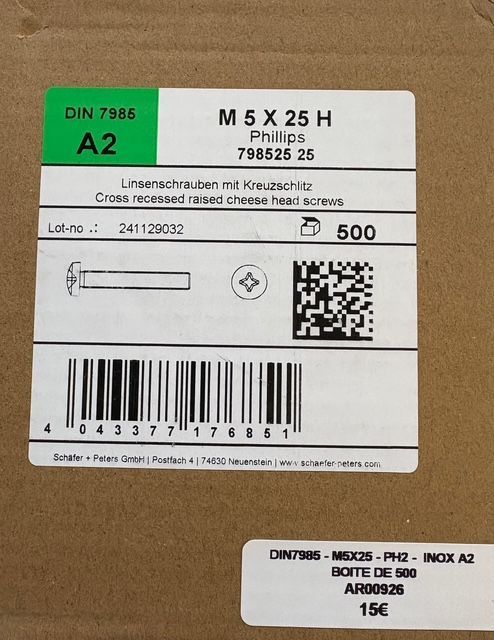 DIN 7985
A2
M 5 X 25 H
Phillips
798525 25
Linsenschrauben mit Kreuzschlitz
Cross recessed raised cheese head screws
Lot-no .: 241129032
500
4 043377 176851
Schäfer + Peters GmbH | Postfach 4 | 74630 Neuenstein | www.schaefer-peters.com
DIN7985 - M5X25 - PH2 - INOX A2
BOITE DE 500
AR00926
15€